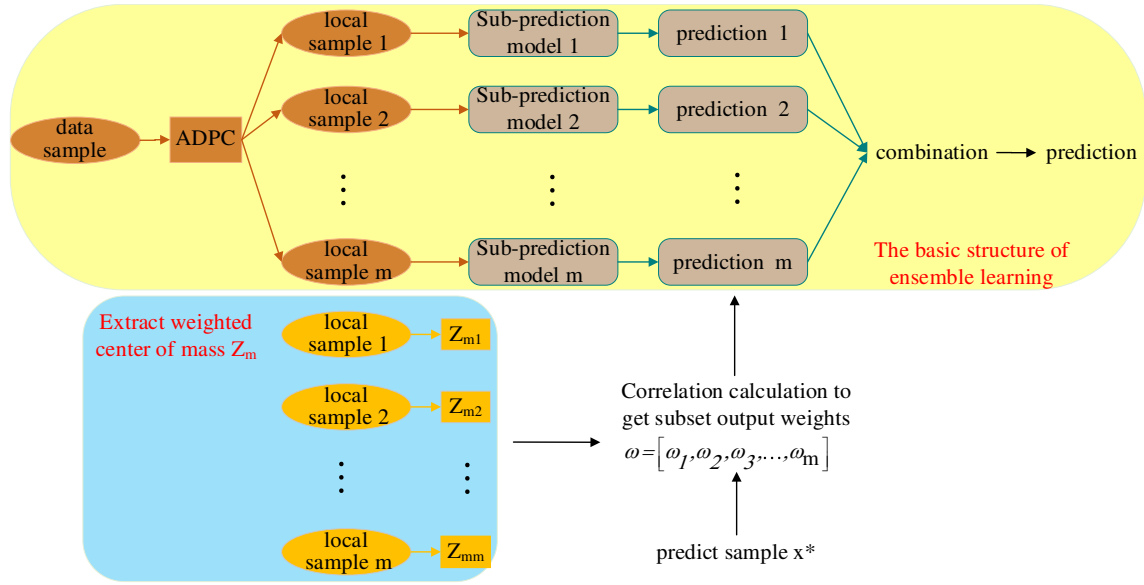 local
sample 1
Sub-prediction
model 1
prediction 1
local
sample 2
Sub-prediction
model 2
prediction 2
data
sample
ADPC
combination
prediction
local
sample m
Sub-prediction
model m
prediction m
The basic structure of
ensemble learning
Extract weighted
center of mass Zm
local
sample 1
Zm1
local
sample 2
Zm2
local
sample m
Zmm
Correlation calculation to
get subset output weights
ω=[ω1,ω2,ω3,...,ωm]
predict sample x*